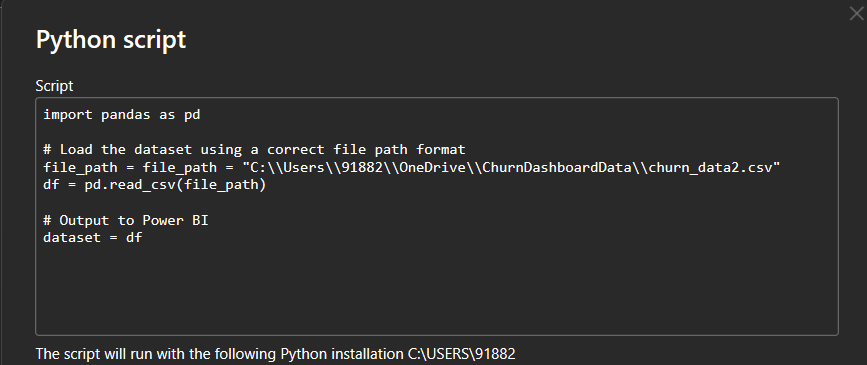 Python script
Script
import pandas as pd
# Load the dataset using a correct file path format
file_path = file_path = "C:\\Users\\91882\\OneDrive\\ChurnDashboardData\\churn_data2.csv"
df = pd.read_csv(file_path)
# Output to Power BI
dataset = df
The script will run with the following Python installation C:\USERS\91882